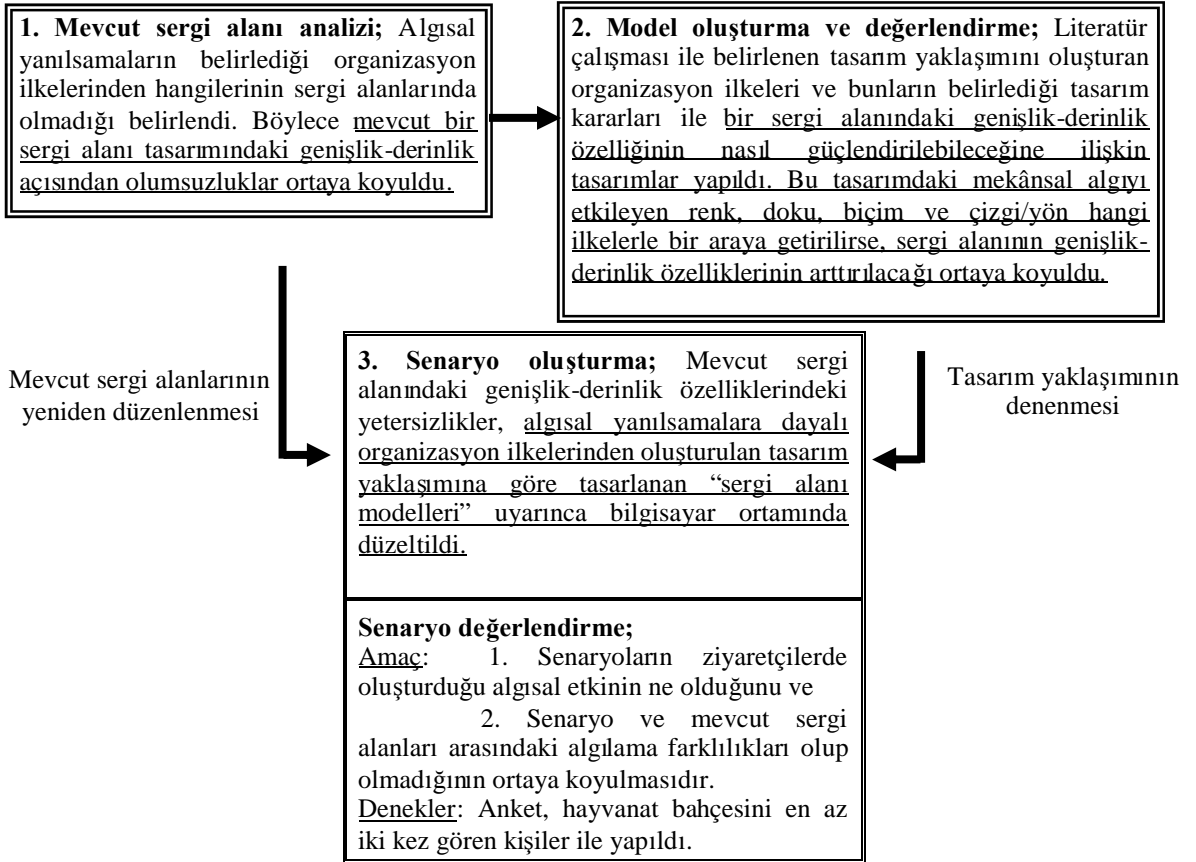 1. Mevcut sergi alanı analizi; Algısal
yanılsamaların belirlediği organizasyon
ilkelerinden hangilerinin sergi alanlarında
olmadığı belirlendi. Böylece mevcut bir
sergi alanı tasarımındaki genişlik-derinlik
açısından olumsuzluklar ortaya koyuldu.
2. Model oluşturma ve değerlendirme; Literatür
çalışması ile belirlenen tasarım yaklaşımını oluşturan
organizasyon ilkeleri ve bunların belirlediği tasarım
kararları ile bir sergi alanındaki genişlik-derinlik
özelliğinin nasıl güçlendirilebileceğine ilişkin
tasarımlar yapıldı. Bu tasarımdaki mekânsal algıyı
etkileyen renk, doku, biçim ve çizgi/yön hangi
ilkelerle bir araya getirilirse, sergi alanının genişlik-
derinlik özelliklerinin arttırılacağı ortaya koyuldu.
Mevcut sergi alanlarının
yeniden düzenlenmesi
3. Senaryo oluşturma; Mevcut sergi
alanındaki genişlik-derinlik özelliklerindeki
yetersizlikler, algısal yanılsamalara dayalı
organizasyon ilkelerinden oluşturulan tasarım
yaklaşımına göre tasarlanan “sergi alanı
modelleri” uyarınca bilgisayar ortamında
düzeltildi.
Tasarım yaklaşımının
denenmesi
Senaryo değerlendirme;
Amaç: 1. Senaryoların ziyaretçilerde
oluşturduğu algısal etkinin ne olduğunu ve
2. Senaryo ve mevcut sergi
alanları arasındaki algılama farklılıkları olup
olmadığının ortaya koyulmasıdır.
Denekler: Anket, hayvanat bahçesini en az
iki kez gören kişiler ile yapıldı.